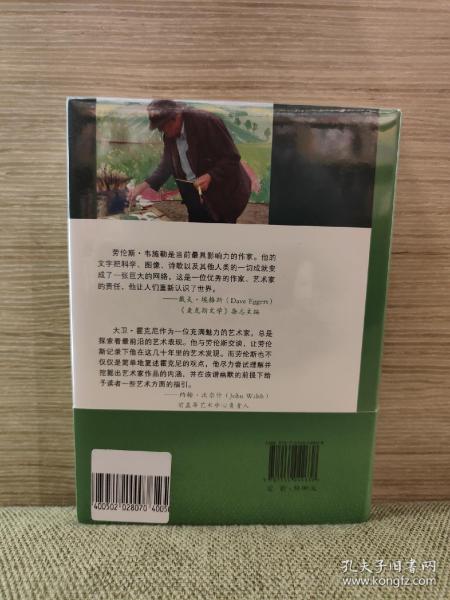 劳伦斯·韦施勒是当前最具影响力的作家。他的
文字把科学、图像、诗歌以及其他人类的一切成就变
成了一张巨大的网络。这是一位优秀的作家、艺术家
的责任，他让人们重新认识了世界。
——戴夫·埃格斯（Dave Eggers）
《麦克斯文学》杂志主编
大卫·霍克尼作为一位充满魅力的艺术家，总是
探索着最前沿的艺术表现。他与劳伦斯交谈，让劳伦
斯记录下他在这几十年里的艺术发现。而劳伦斯也不
仅仅是简单地复述霍克尼的观点，他尽力尝试理解并
挖掘出艺术家作品的内涵，并在诙谐幽默的前提下给
予读者一些艺术方面的指引。
——约翰·沃尔什（John Walsh）
前盖蒂艺术中心负责人
400502 028070 4005
孔夫子旧书网
www.kongfz.com